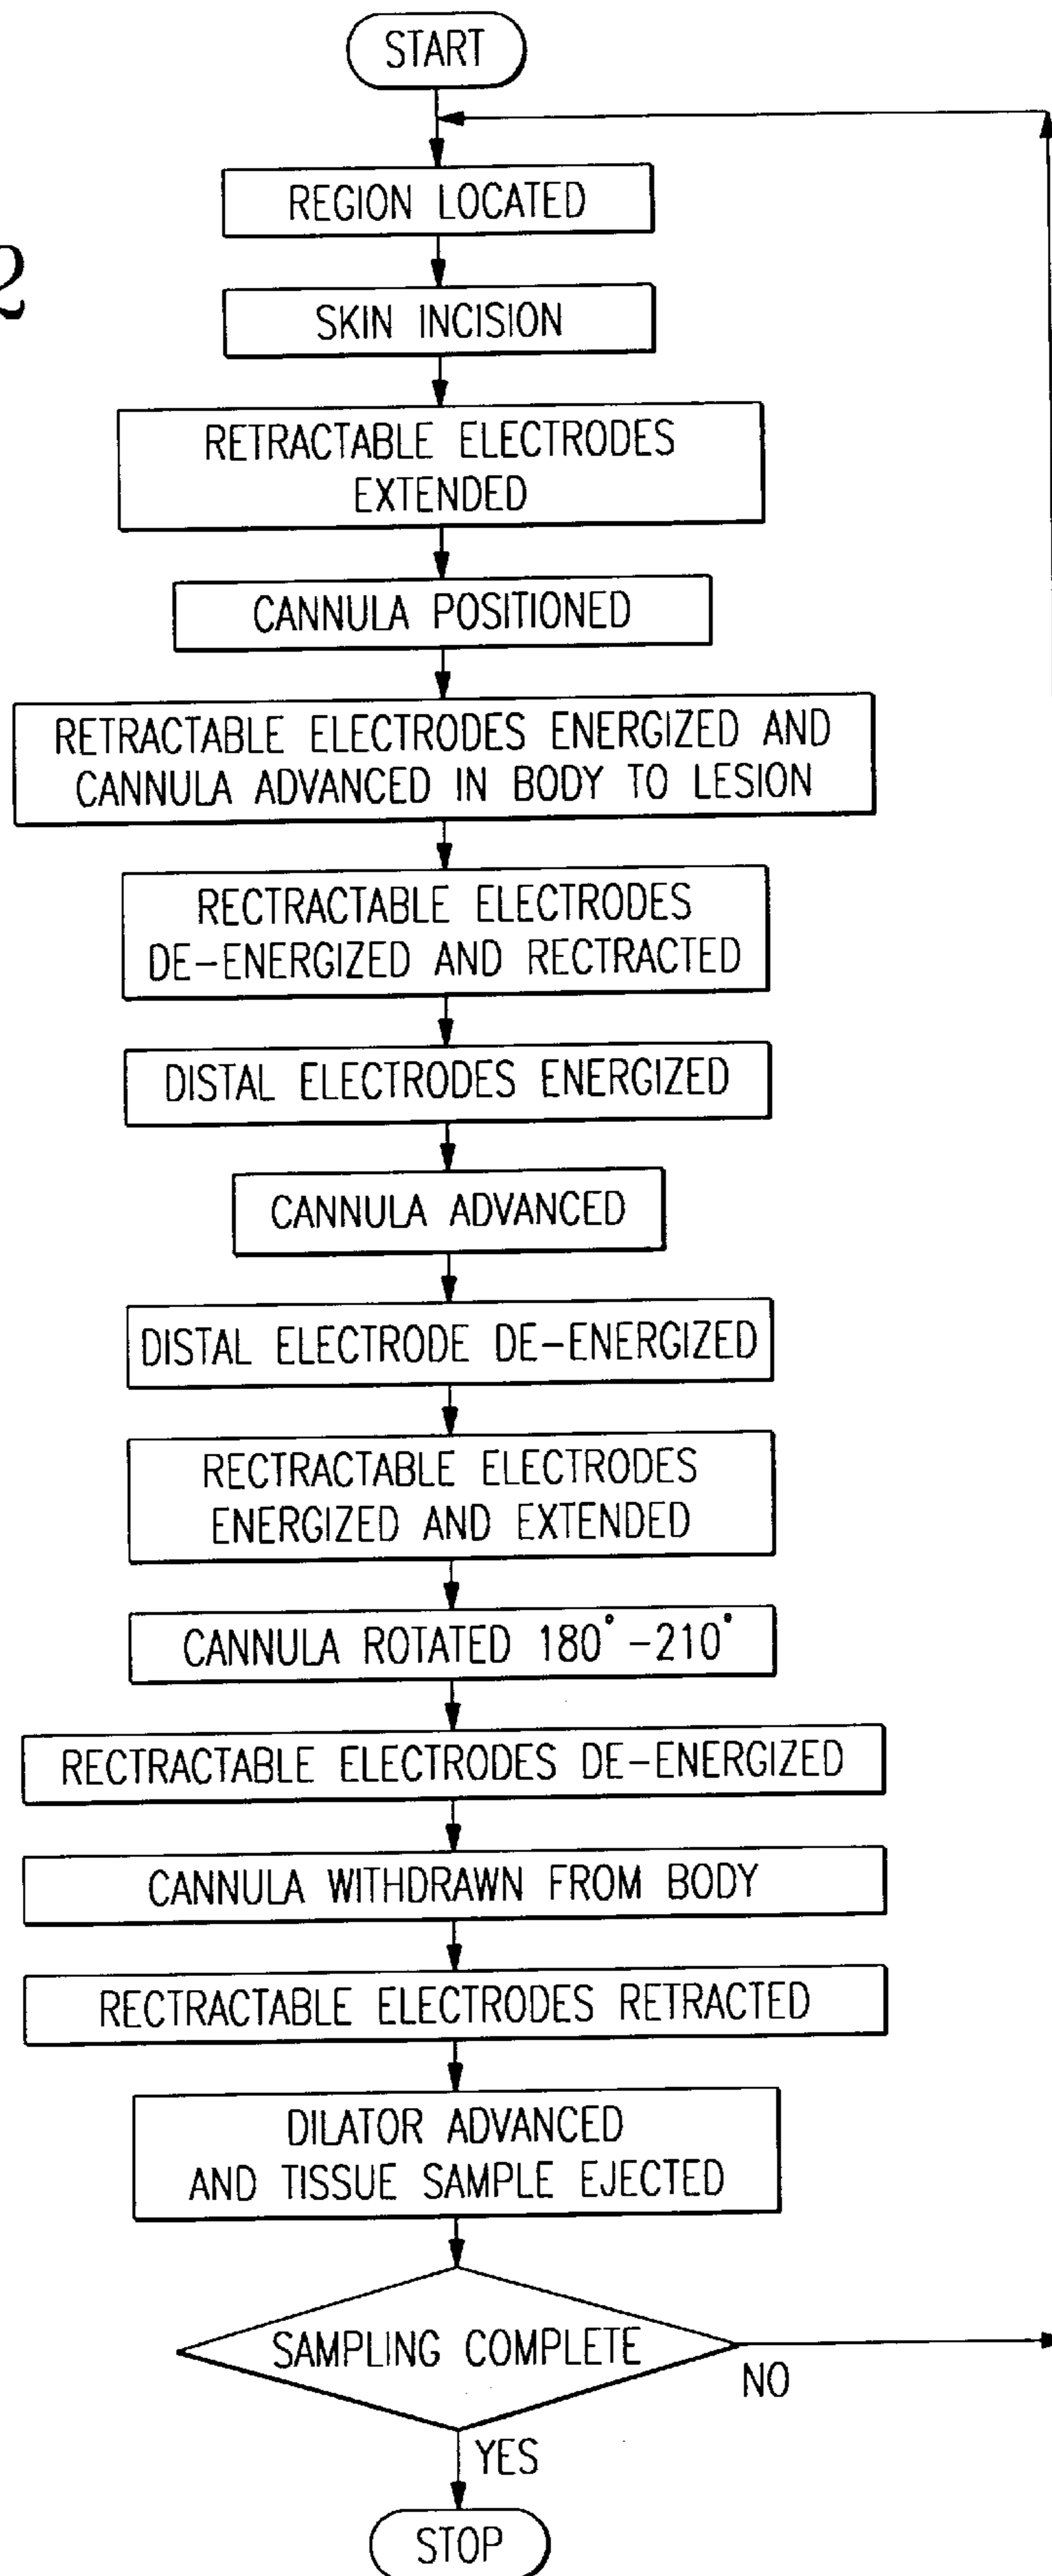 START
REGION LOCATED
2
SKIN INCISION
RETRACTABLE ELECTRODES
EXTENDED
CANNULA POSITIONED
RETRACTABLE ELECTRODES ENERGIZED AND
CANNULA ADVANCED IN BODY TO LESION
RECTRACTABLE ELECTRODES
DE-ENERGIZED AND RECTRACTED
DISTAL ELECTRODES ENERGIZED
CANNULA ADVANCED
DISTAL ELECTRODE DE-ENERGIZED
RECTRACTABLE ELECTRODES
ENERGIZED AND EXTENDED
CANNULA ROTATED 180°-210°
RECTRACTABLE ELECTRODES DE-ENERGIZED
CANNULA WITHDRAWN FROM BODY
RECTRACTABLE ELECTRODES RETRACTED
DILATOR ADVANCED
AND TISSUE SAMPLE EJECTED
SAMPLING COMPLETE
NO
YES
STOP